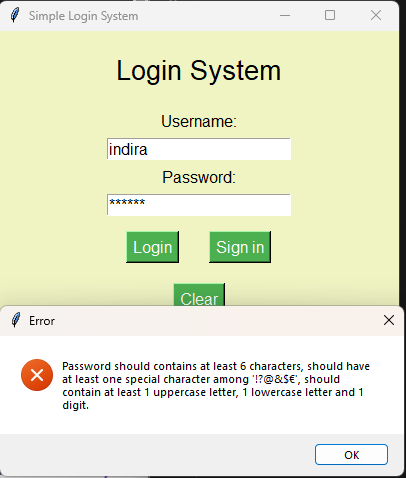 Simple Login System
Login System
Username:
indira
Password:
******
Login Sign in
Clear
Error
Password should contains at least 6 characters, should have
at least one special character among '!?@&$€', should
contain at least 1 uppercase letter, 1 lowercase letter and 1
digit.
OK